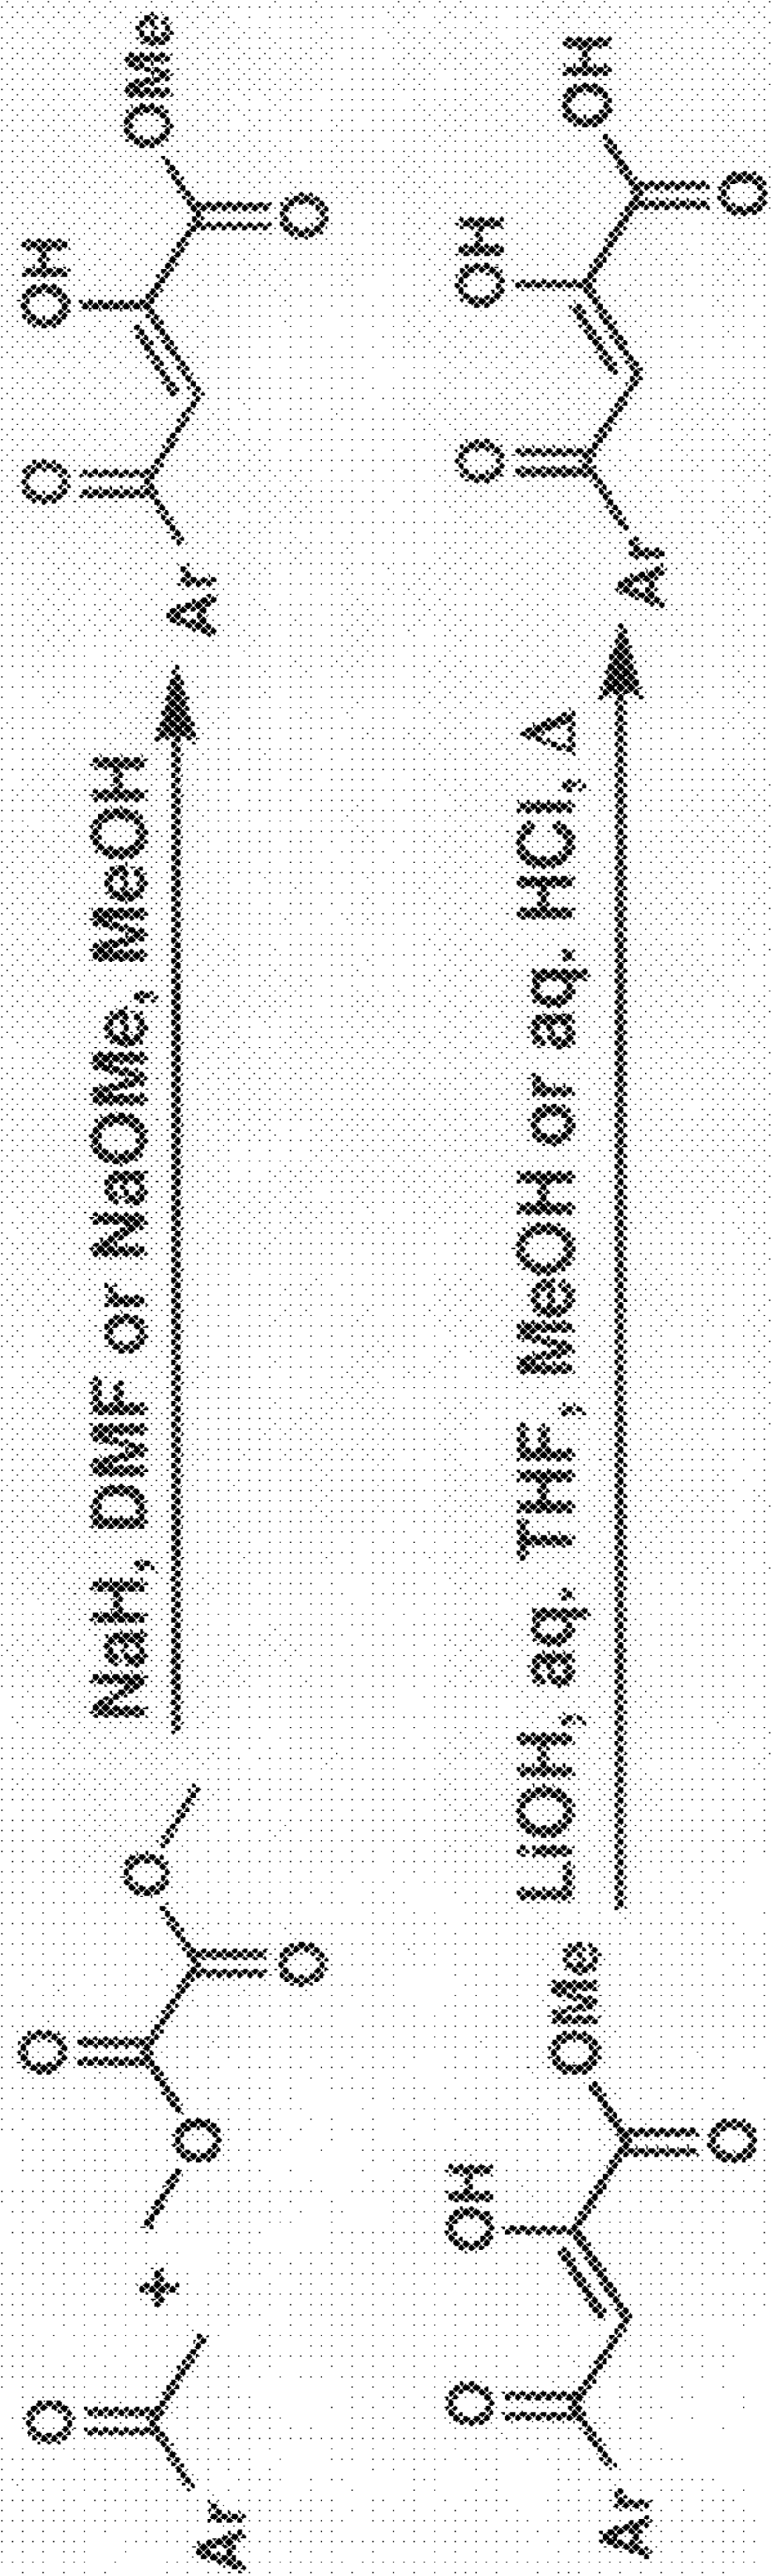 O O O OH
Ar + O O NaH, DMF or NaOMe, MeOH Ar OMe
O O
O OH O OH
Ar OMe LiOH, aq. THF, MeOH or aq. HCl, Δ Ar OH
O O